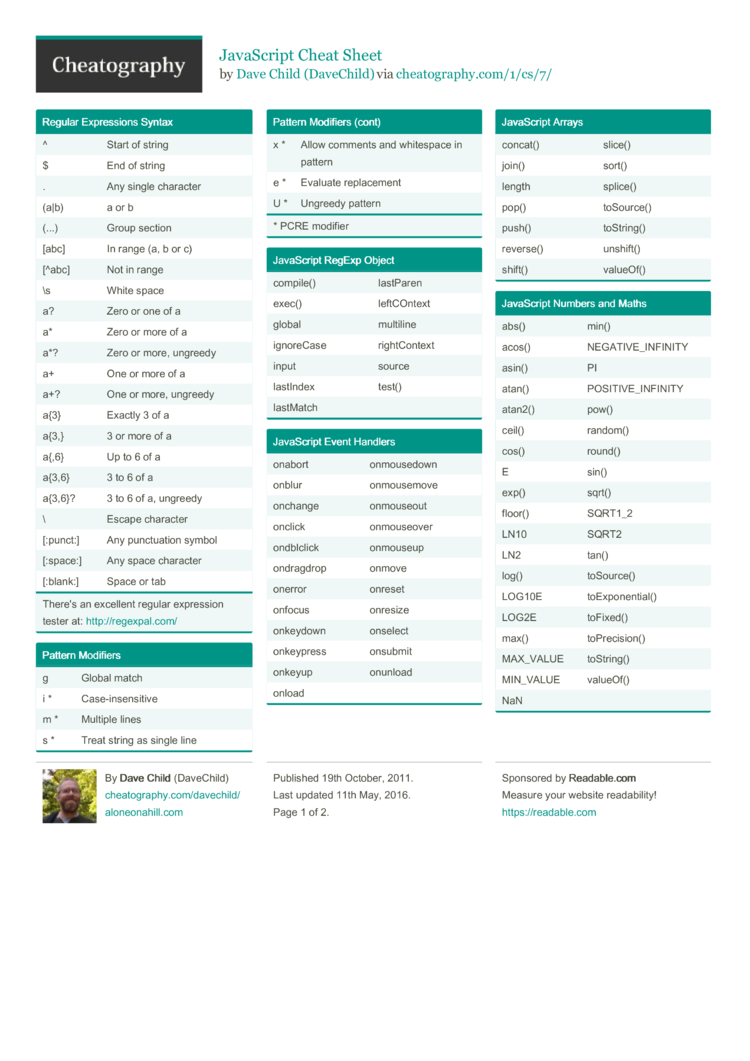 Cheatography
JavaScript Cheat Sheet
by Dave Child (DaveChild) via cheatography.com/1/cs/7/
Regular Expressions Syntax
^ Start of string
$ End of string
. Any single character
(a|b) a or b
(...) Group section
[abc] In range (a, b or c)
[^abc] Not in range
\s White space
a? Zero or one of a
a* Zero or more of a
a*? Zero or more, ungreedy
a+ One or more of a
a+? One or more, ungreedy
a{3} Exactly 3 of a
a{3,} 3 or more of a
a{,6} Up to 6 of a
a{3,6} 3 to 6 of a
a{3,6}? 3 to 6 of a, ungreedy
\ Escape character
[:punct:] Any punctuation symbol
[:space:] Any space character
[:blank:] Space or tab
There's an excellent regular expression
tester at: http://regexpal.com/
Pattern Modifiers
g Global match
i * Case-insensitive
m * Multiple lines
s * Treat string as single line
Pattern Modifiers (cont)
x * Allow comments and whitespace in
pattern
e * Evaluate replacement
U * Ungreedy pattern
* PCRE modifier
JavaScript RegExp Object
compile() lastParen
exec() leftCOntext
global multiline
ignoreCase rightContext
input source
lastIndex test()
lastMatch
JavaScript Event Handlers
onabort onmousedown
onblur onmousemove
onchange onmouseout
onclick onmouseover
ondblclick onmouseup
ondragdrop onmove
onerror onreset
onfocus onresize
onkeydown onselect
onkeypress onsubmit
onkeyup onunload
onload
JavaScript Arrays
concat() slice()
join() sort()
length splice()
pop() toSource()
push() toString()
reverse() unshift()
shift() valueOf()
JavaScript Numbers and Maths
abs() min()
acos() NEGATIVE_INFINITY
asin() PI
atan() POSITIVE_INFINITY
atan2() pow()
ceil() random()
cos() round()
E sin()
exp() sqrt()
floor() SQRT1_2
LN10 SQRT2
LN2 tan()
log() toSource()
LOG10E toExponential()
LOG2E toFixed()
max() toPrecision()
MAX_VALUE toString()
MIN_VALUE valueOf()
NaN
By Dave Child (DaveChild)
cheatography.com/davechild/
aloneonahill.com
Published 19th October, 2011.
Last updated 11th May, 2016.
Page 1 of 2.
Sponsored by Readable.com
Measure your website readability!
https://readable.com